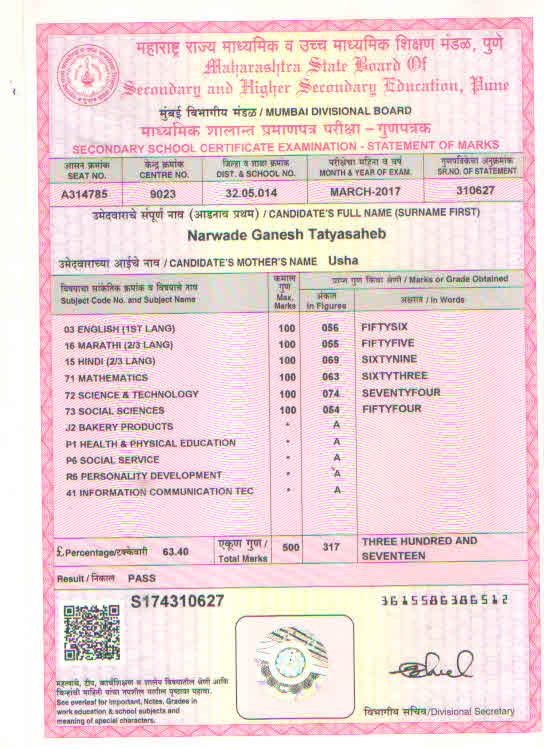 महाराष्ट्र राज्य माध्यमिक व उच्च माध्यमिक शिक्षण मंडळ, पुणे
Maharashtra State Board Of
Secondary and Higher Secondary Education, Pune
मुंबई विभागीय मंडळ / MUMBAI DIVISIONAL BOARD
माध्यमिक शालान्त प्रमाणपत्र परीक्षा – गुणपत्रक
SECONDARY SCHOOL CERTIFICATE EXAMINATION - STATEMENT OF MARKS
आसन क्रमांक केन्द्र क्रमांक जिल्हा व शाळा क्रमांक परीक्षेचा महिना व वर्ष गुणपत्रिकेचा अनुक्रमांक
SEAT NO. CENTRE NO. DIST. & SCHOOL NO. MONTH & YEAR OF EXAM. SR.NO. OF STATEMENT
A314785 9023 32.05.014 MARCH-2017 310627
उमेदवाराचे संपूर्ण नाव (आडनाव प्रथम) / CANDIDATE'S FULL NAME (SURNAME FIRST)
Narwade Ganesh Tatyasaheb
उमेदवाराच्या आईचे नाव / CANDIDATE'S MOTHER'S NAME Usha
विषयाचा सांकेतिक क्रमांक व विषयाचे नाव
Subject Code No. and Subject Name
कमाल
गुण
Max.
Marks
प्राप्त गुण किंवा श्रेणी / Marks or Grade Obtained
अंकात
In Figures
अक्षरात / In Words
03 ENGLISH (1ST LANG) 100 056 FIFTYSIX
16 MARATHI (2/3 LANG) 100 055 FIFTYFIVE
15 HINDI (2/3 LANG) 100 069 SIXTYNINE
71 MATHEMATICS 100 063 SIXTYTHREE
72 SCIENCE & TECHNOLOGY 100 074 SEVENTYFOUR
73 SOCIAL SCIENCES 100 054 FIFTYFOUR
J2 BAKERY PRODUCTS * A
P1 HEALTH & PHYSICAL EDUCATION * A
P6 SOCIAL SERVICE * A
R6 PERSONALITY DEVELOPMENT * A
41 INFORMATION COMMUNICATION TEC * A
£.Percentage/टक्केवारी 63.40
एकूण गुण /
Total Marks
500 317
THREE HUNDRED AND
SEVENTEEN
Result / निकाल PASS
S174310627 3615586386512
महत्वाचे, टीप, कार्यशिक्षण व शालेय विषयातील श्रेणी आणि
चिन्हांची माहिती यांचा तपशील मागील पृष्ठावर पहावा.
See overleaf for Important, Notes, Grades in
work education & school subjects and
meaning of special characters.
विभागीय सचिव/Divisional Secretary